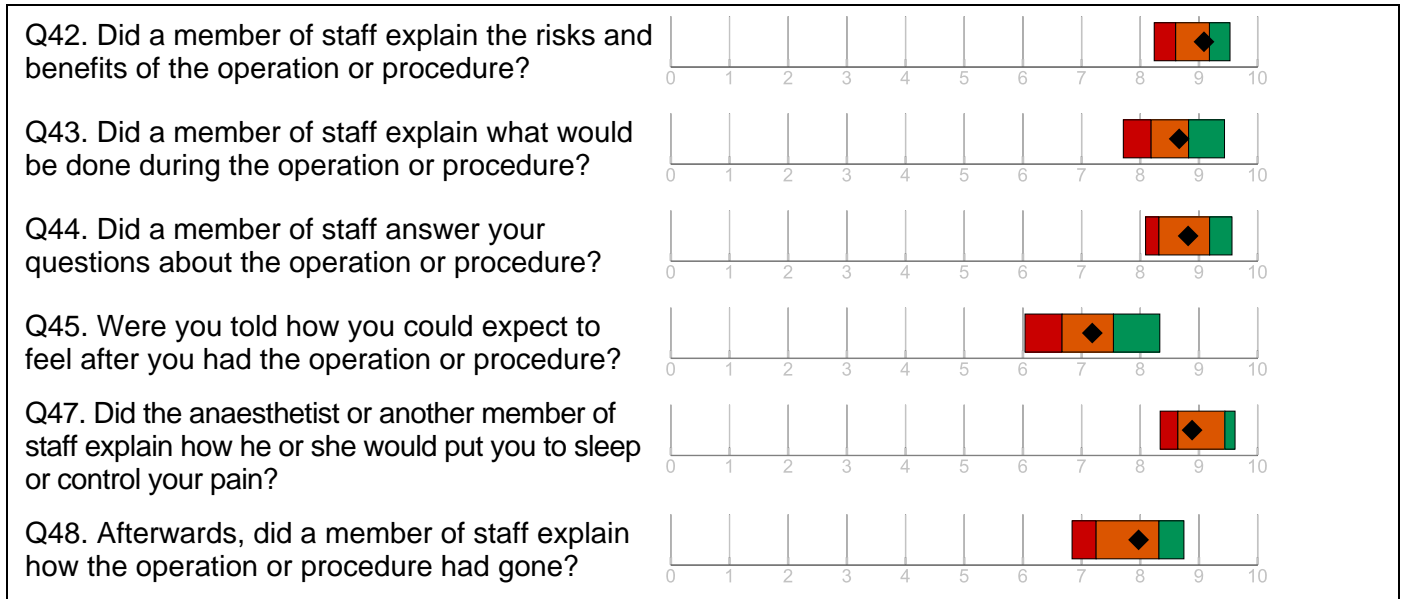 Q42. Did a member of staff explain the risks and
benefits of the operation or procedure?
0 1 2 3 4 5 6 7 8 9 10
Q43. Did a member of staff explain what would
be done during the operation or procedure?
0 1 2 3 4 5 6 7 8 9 10
Q44. Did a member of staff answer your
questions about the operation or procedure?
0 1 2 3 4 5 6 7 8 9 10
Q45. Were you told how you could expect to
feel after you had the operation or procedure?
0 1 2 3 4 5 6 7 8 9 10
Q47. Did the anaesthetist or another member of
staff explain how he or she would put you to sleep
or control your pain?
0 1 2 3 4 5 6 7 8 9 10
Q48. Afterwards, did a member of staff explain
how the operation or procedure had gone?
0 1 2 3 4 5 6 7 8 9 10